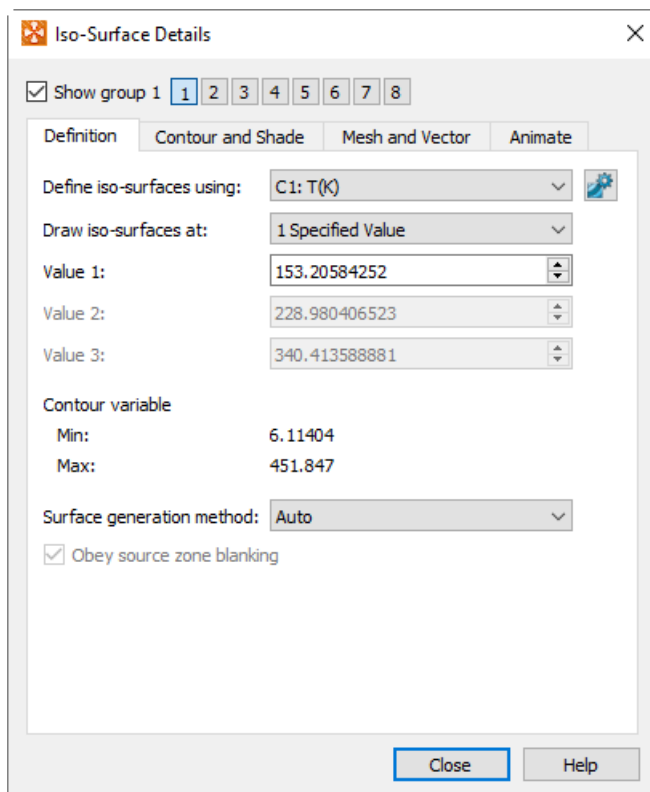 Iso-Surface Details
Show group 1 1 2 3 4 5 6 7 8
Definition Contour and Shade Mesh and Vector Animate
Define iso-surfaces using: C1: T(K)
Draw iso-surfaces at: 1 Specified Value
Value 1: 153.20584252
Value 2: 228.980406523
Value 3: 340.413588881
Contour variable
Min: 6.11404
Max: 451.847
Surface generation method: Auto
Obey source zone blanking
Close Help